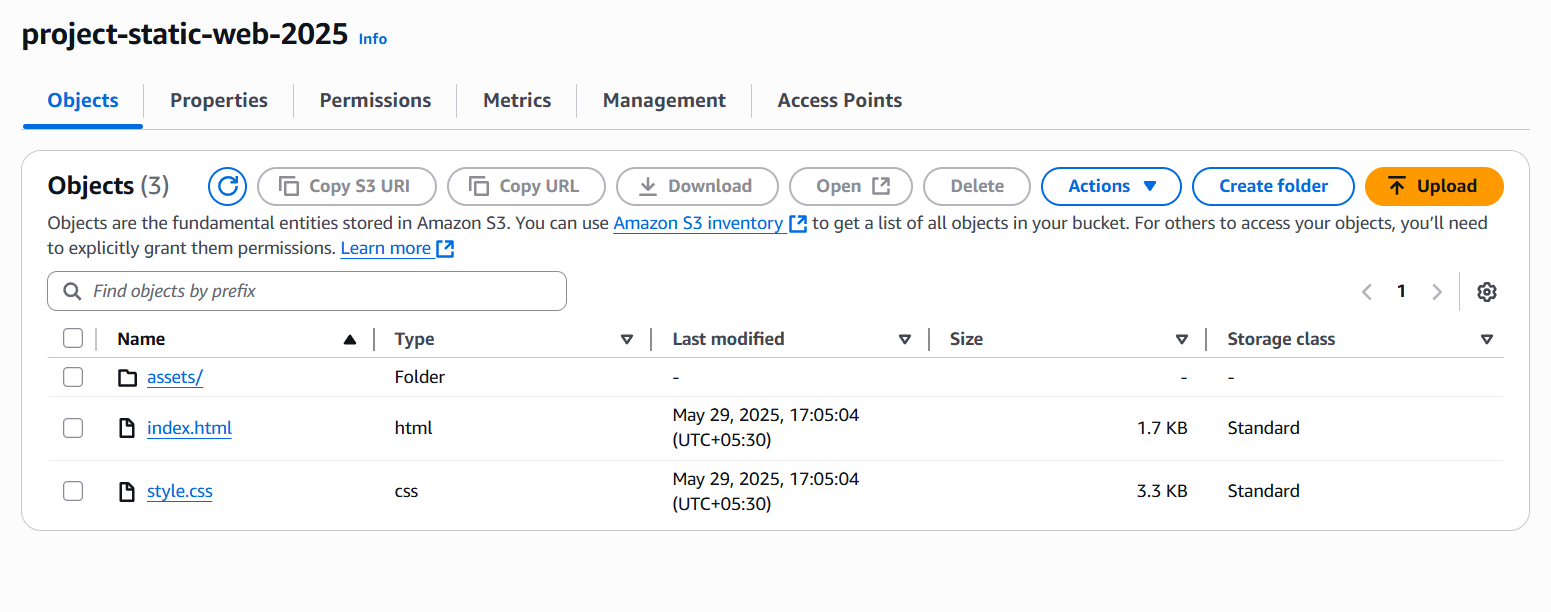 project-static-web-2025 Info
Objects Properties Permissions Metrics Management Access Points
Objects (3) Copy S3 URI Copy URL Download Open Delete Actions Create folder Upload
Objects are the fundamental entities stored in Amazon S3. You can use Amazon S3 inventory to get a list of all objects in your bucket. For others to access your objects, you’ll need
to explicitly grant them permissions. Learn more
Find objects by prefix 1
Name Type Last modified Size Storage class
assets/ Folder - - -
index.html html May 29, 2025, 17:05:04 (UTC+05:30) 1.7 KB Standard
style.css css May 29, 2025, 17:05:04 (UTC+05:30) 3.3 KB Standard